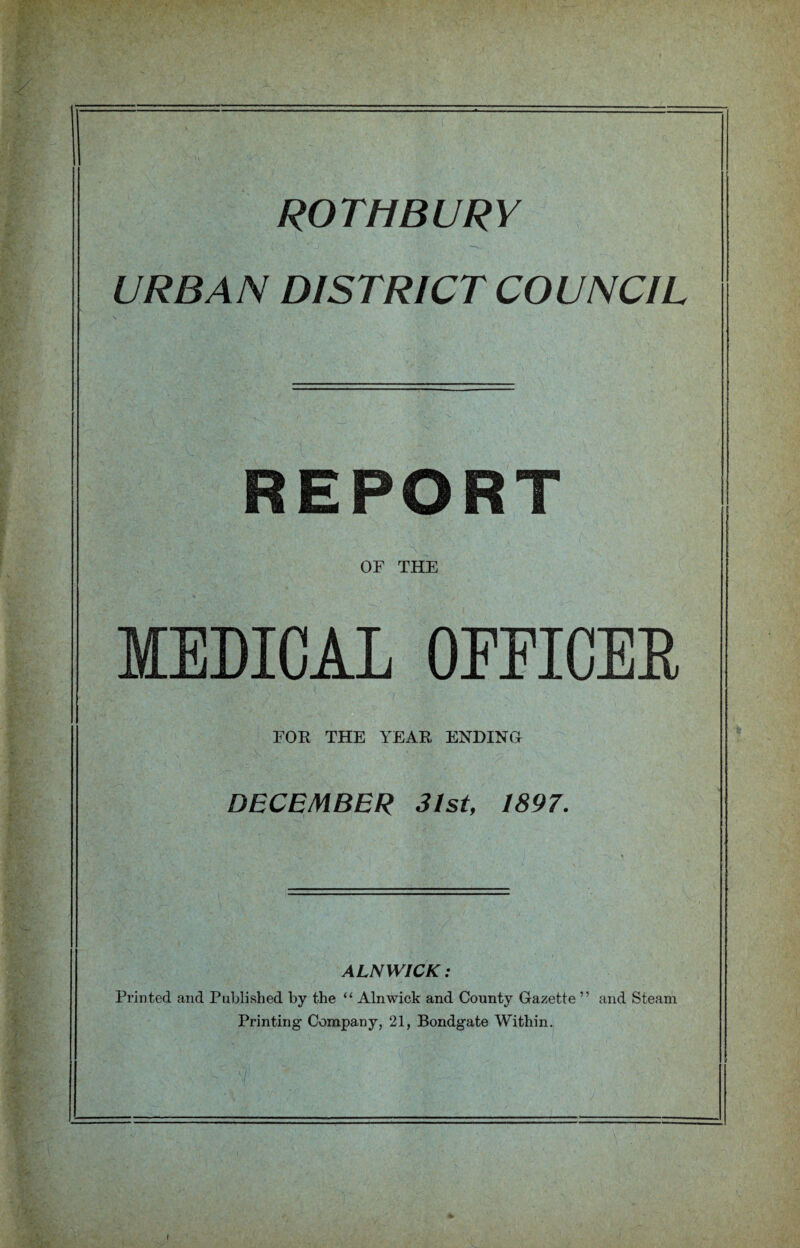 ROTHBURY
URBAN DISTRICT COUNCIL
REPORT
OF THE
MEDICAL OFFICER
FOR THE YEAR ENDING
DECEMBER 31st, 1897.
ALNWICK:
Printed and Published by the “Alnwick and County Gazette” and Steam
Printing Company, 21, Bondgate Within.